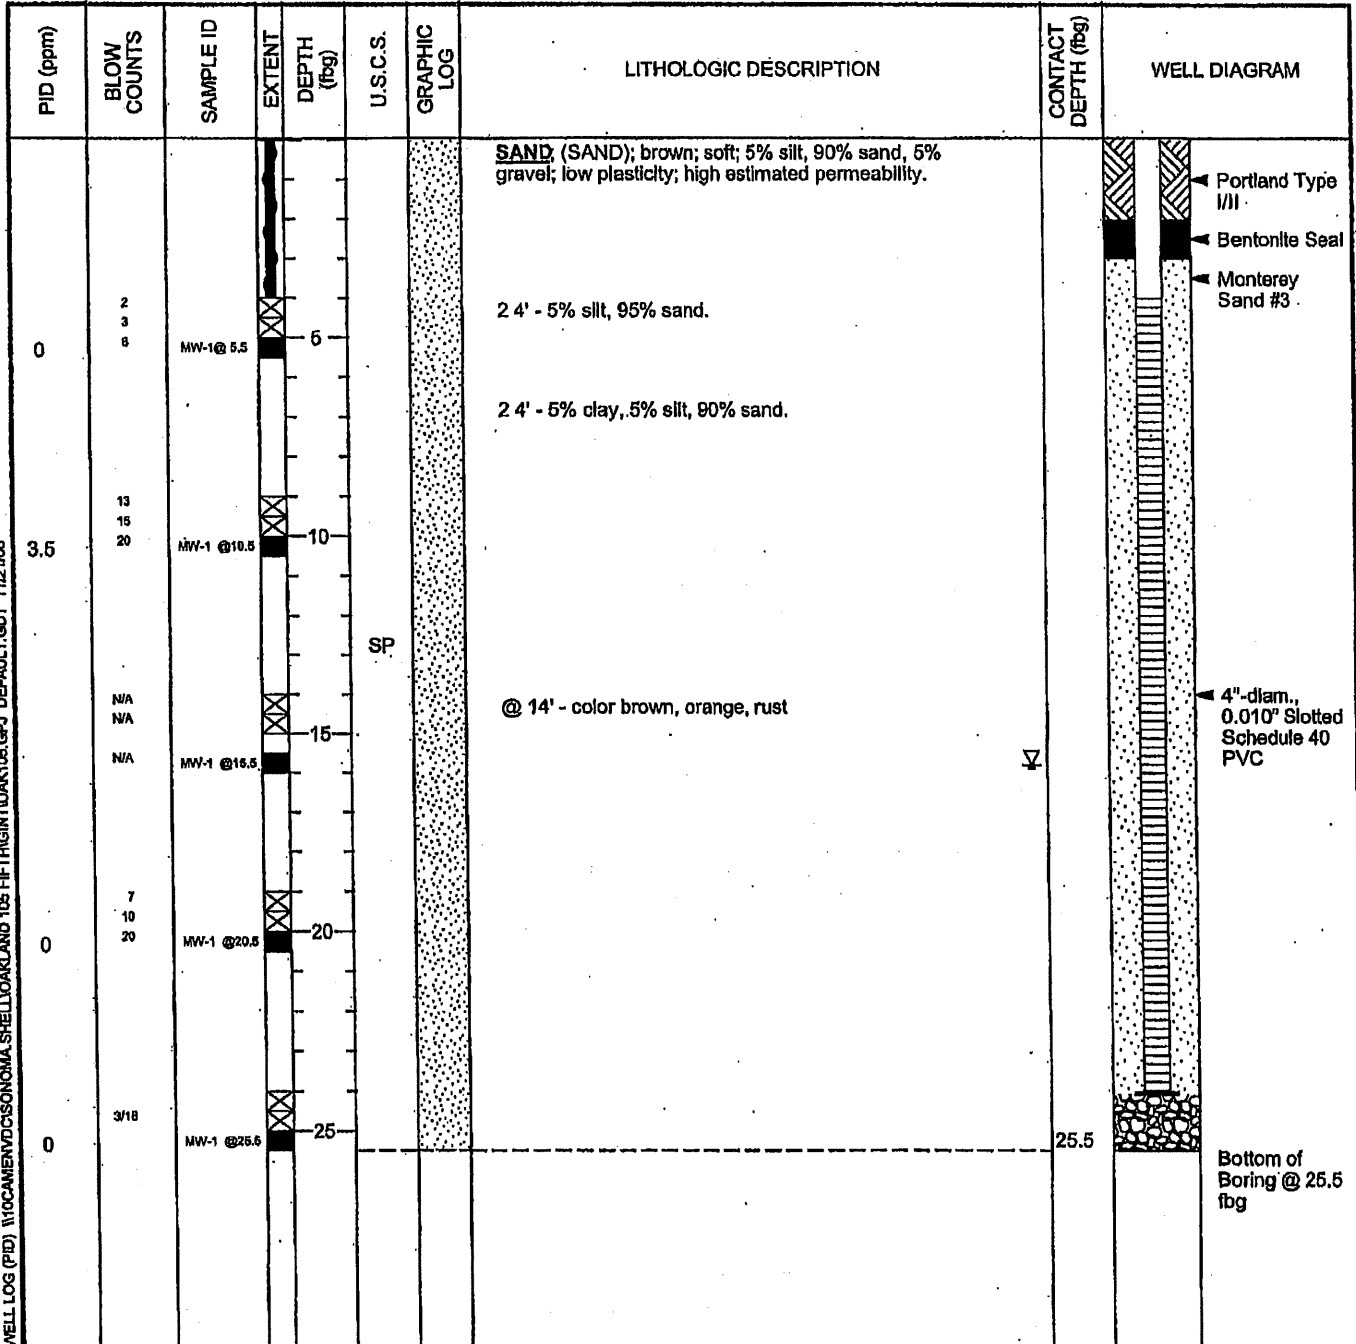 PID (ppm)
BLOW
COUNTS
SAMPLE ID
EXTENT
DEPTH
(fbg)
U.S.C.S.
GRAPHIC
LOG
LITHOLOGIC DESCRIPTION
CONTACT
DEPTH (fbg)
WELL DIAGRAM
SAND; (SAND); brown; soft; 5% silt, 90% sand, 5%
gravel; low plasticity; high estimated permeability.
Portland Type
I/II
Bentonite Seal
Monterey
Sand #3
2
3
8
2 4' - 5% silt, 95% sand.
0
MW-1@ 5.5
5
2 4' - 5% clay, 5% silt, 90% sand.
13
15
20
3.5
MW-1 @10.5
10
SP
N/A
N/A
N/A
@ 14' - color brown, orange, rust
15
MW-1 @15.5
4"-diam.,
0.010" Slotted
Schedule 40
PVC
7
10
20
0
MW-1 @20.5
20
3/18
0
MW-1 @25.5
25
25.5
Bottom of
Boring @ 25.5
fbg
WELL LOG (PID)